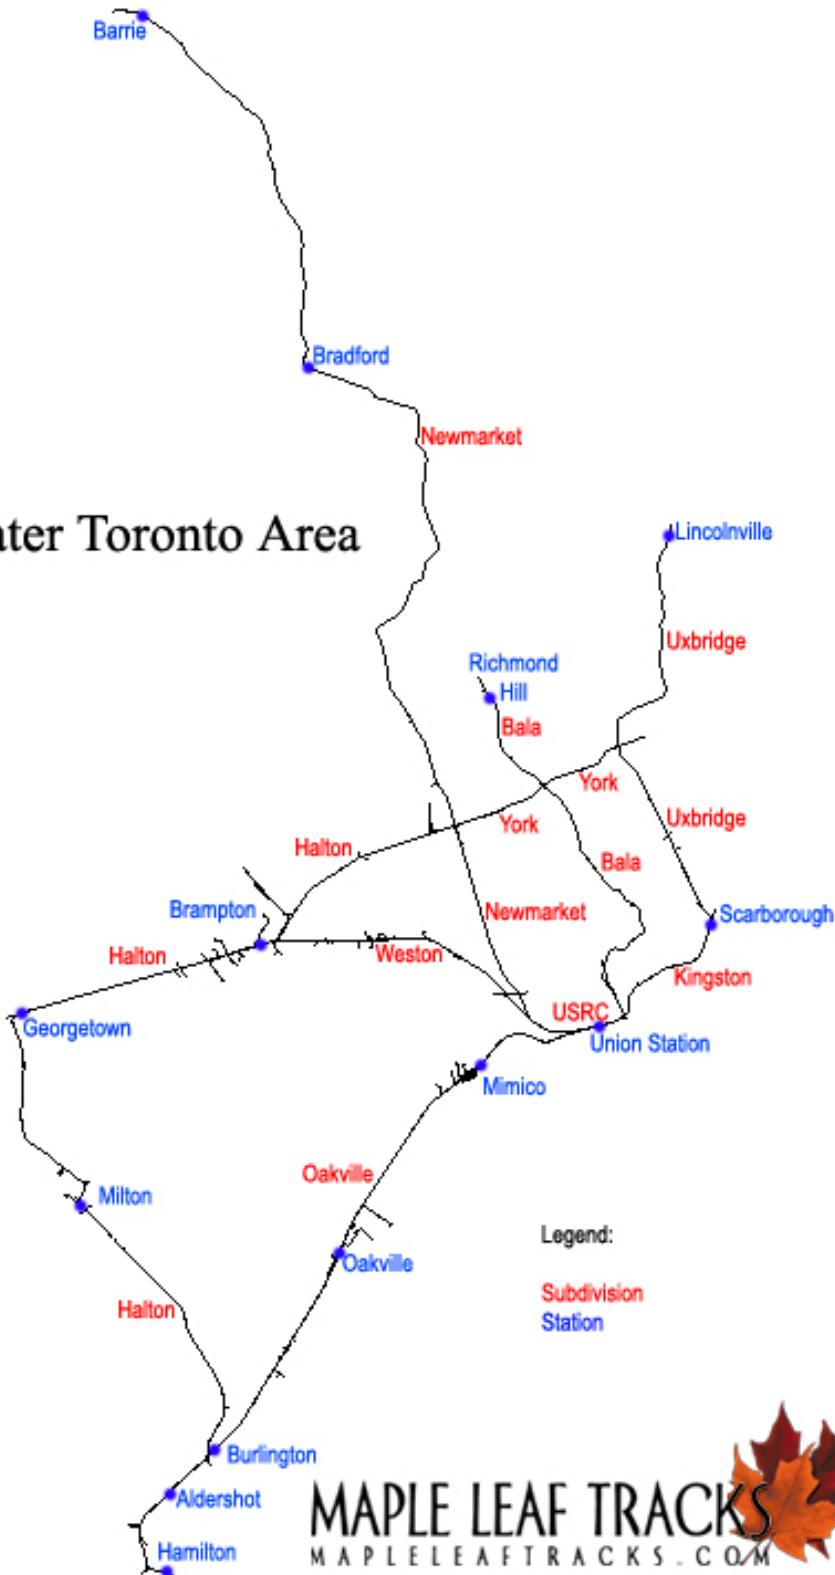 Barrie
Bradford
Newmarket
ater Toronto Area
Lincolnville
Uxbridge
Richmond
Hill
Bala
York
York
Uxbridge
Halton
Bala
Brampton
Newmarket
Scarborough
Halton
Weston
Kingston
USRC
Georgetown
Union Station
Mimico
Oakville
Milton
Legend:
Oakville
Subdivision
Halton
Station
Burlington
Aldershot
MAPLE LEAF TRACKS
Hamilton
MAPLELEAFTRACKS.COM